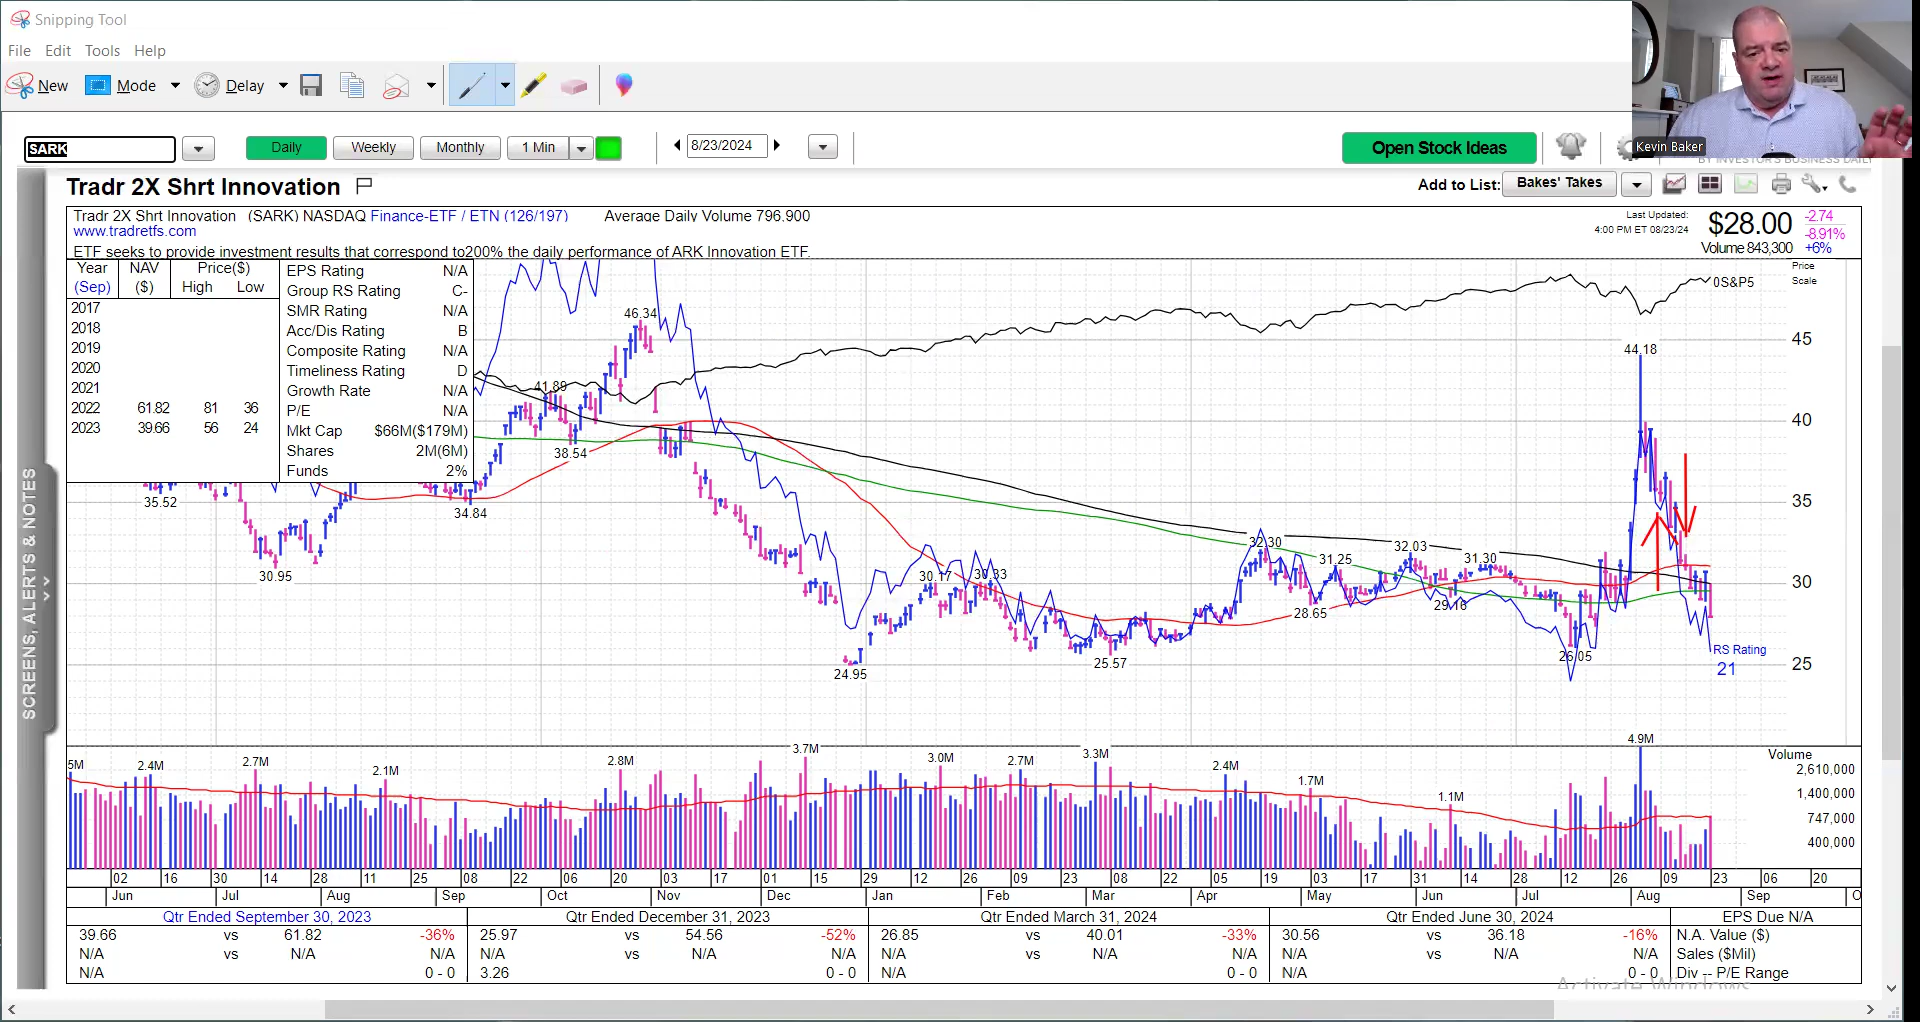 Snipping Tool
File Edit Tools Help
New Mode Delay
Kevin Baker
SARK Daily Weekly Monthly 1 Min 8/23/2024 Open Stock Ideas
BY INVESTOR'S BUSINESS DAILY
Tradr 2X Shrt Innovation Add to List: Bakes' Takes
Tradr 2X Shrt Innovation (SARK) NASDAQ Finance-ETF / ETN (126/197) Average Daily Volume 796,900
www.tradretfs.com
ETF seeks to provide investment results that correspond to200% the daily performance of ARK Innovation ETF.
Last Updated:
4:00 PM ET 08/23/24
$28.00 -2.74
-8.91%
Volume 843,300 +6%
Year NAV Price($)
(Sep) ($) High Low
2017
2018
2019
2020
2021
2022 61.82 81 36
2023 39.66 56 24
EPS Rating N/A
Group RS Rating C-
SMR Rating N/A
Acc/Dis Rating B
Composite Rating N/A
Timeliness Rating D
Growth Rate N/A
P/E N/A
Mkt Cap $66M($179M)
Shares 2M(6M)
Funds 2%
Price
Scale
0S&P5
46.34
45
44.18
41.89
40
38.54
35.52
34.84
35
32.30 32.03
31.25 31.30
30.95
30.17 30.33
30
29.16
28.65
26.05
25.57
24.95
25
RS Rating
21
SCREENS, ALERTS & NOTES
5M 2.4M 2.7M 2.1M 2.8M 3.7M 3.0M 2.7M 3.3M 2.4M 1.7M 1.1M 4.9M
Volume
2,610,000
1,400,000
747,000
400,000
02 16 30 14 28 11 25 08 22 06 20 03 17 01 15 29 12 26 09 23 08 22 05 19 03 17 31 14 28 12 26 09 23 06 20
Jun Jul Aug Sep Oct Nov Dec Jan Feb Mar Apr May Jun Jul Aug Sep O
Qtr Ended September 30, 2023 Qtr Ended December 31, 2023 Qtr Ended March 31, 2024 Qtr Ended June 30, 2024 EPS Due N/A
39.66 vs 61.82 -36% 25.97 vs 54.56 -52% 26.85 vs 40.01 -33% 30.56 vs 36.18 -16% N.A. Value ($)
N/A vs N/A N/A N/A vs N/A N/A N/A vs N/A N/A N/A vs N/A N/A Sales ($Mil)
N/A 0 - 0 3.26 0 - 0 N/A 0 - 0 N/A 0 - 0 Div -- P/E Range
Activate Windows